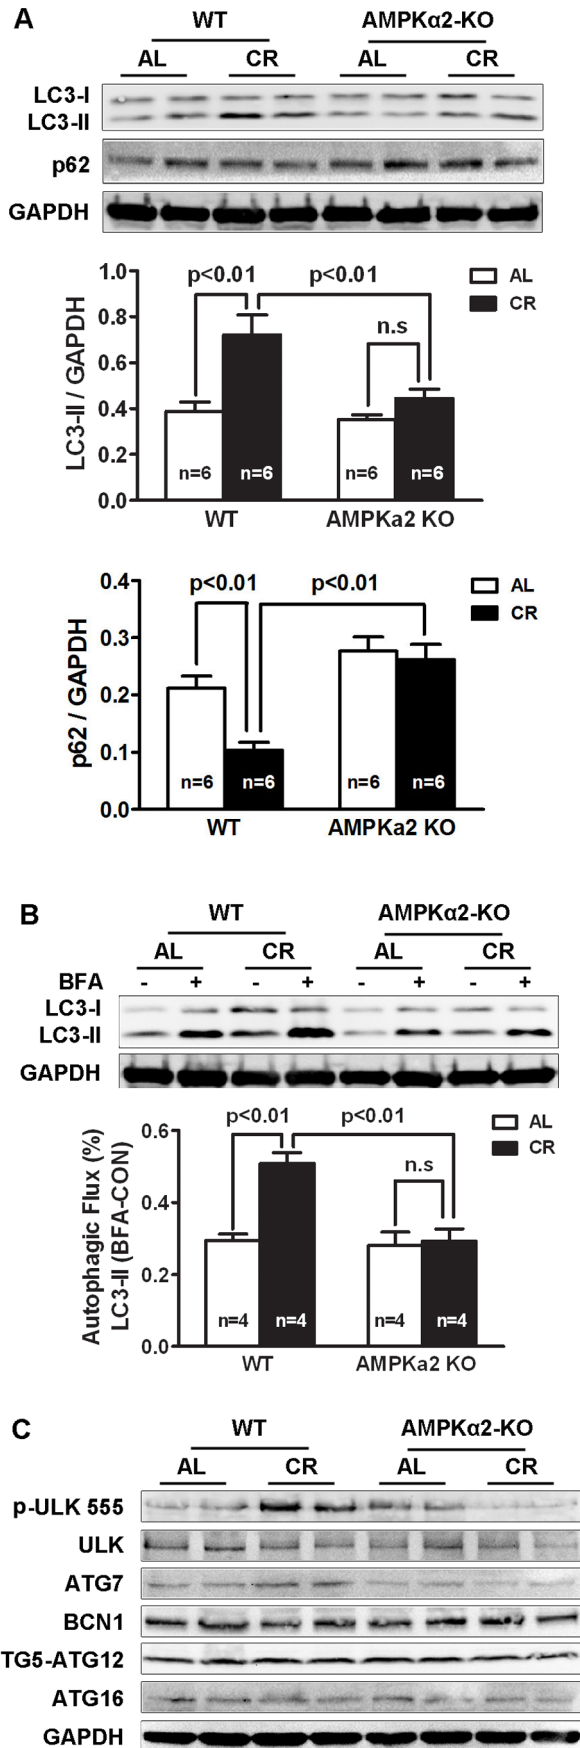 A
WT AMPKα2-KO
AL CR AL CR
LC3-I
LC3-II
p62
GAPDH
1.0
0.8
0.6
0.4
0.2
0.0
LC3-II / GAPDH
p<0.01 p<0.01
n.s
AL
CR
n=6 n=6 n=6 n=6
WT AMPKa2 KO
0.4
0.3
0.2
0.1
0.0
p62 / GAPDH
p<0.01 p<0.01
AL
CR
n=6 n=6 n=6 n=6
WT AMPKa2 KO
B
WT AMPKα2-KO
AL CR AL CR
BFA - + - + - + - +
LC3-I
LC3-II
GAPDH
0.6
0.4
0.2
0.0
Autophagic Flux (%)
LC3-II (BFA-CON)
p<0.01 p<0.01
n.s
AL
CR
n=4 n=4 n=4 n=4
WT AMPKa2 KO
C
WT AMPKα2-KO
AL CR AL CR
p-ULK 555
ULK
ATG7
BCN1
TG5-ATG12
ATG16
GAPDH